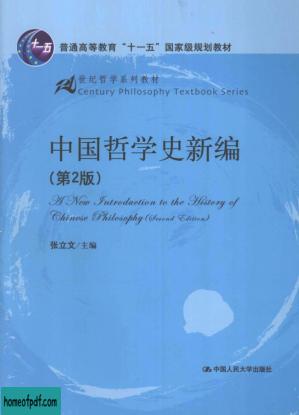 十一五
普通高等教育“十一五”国家级规划教材
21世纪哲学系列教材
Century Philosophy Textbook Series
中国哲学史新编
(第2版)
A New Introduction to the History of
Chinese Philosophy (Second Edition)
张立文/主编
中国人民大学出版社
homeofpdf.com